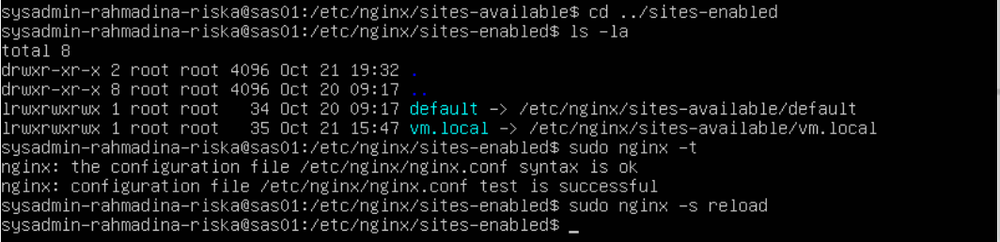 sysadmin-rahmadina-riska@sas01:/etc/nginx/sites-available$ cd ../sites-enabled
sysadmin-rahmadina-riska@sas01:/etc/nginx/sites-enabled$ ls -la
total 8
drwxr-xr-x 2 root root 4096 Oct 21 19:32 .
drwxr-xr-x 8 root root 4096 Oct 20 09:17 ..
lrwxrwxrwx 1 root root   34 Oct 20 09:17 default -> /etc/nginx/sites-available/default
lrwxrwxrwx 1 root root   35 Oct 21 15:47 vm.local -> /etc/nginx/sites-available/vm.local
sysadmin-rahmadina-riska@sas01:/etc/nginx/sites-enabled$ sudo nginx -t
nginx: the configuration file /etc/nginx/nginx.conf syntax is ok
nginx: configuration file /etc/nginx/nginx.conf test is successful
sysadmin-rahmadina-riska@sas01:/etc/nginx/sites-enabled$ sudo nginx -s reload
sysadmin-rahmadina-riska@sas01:/etc/nginx/sites-enabled$ _